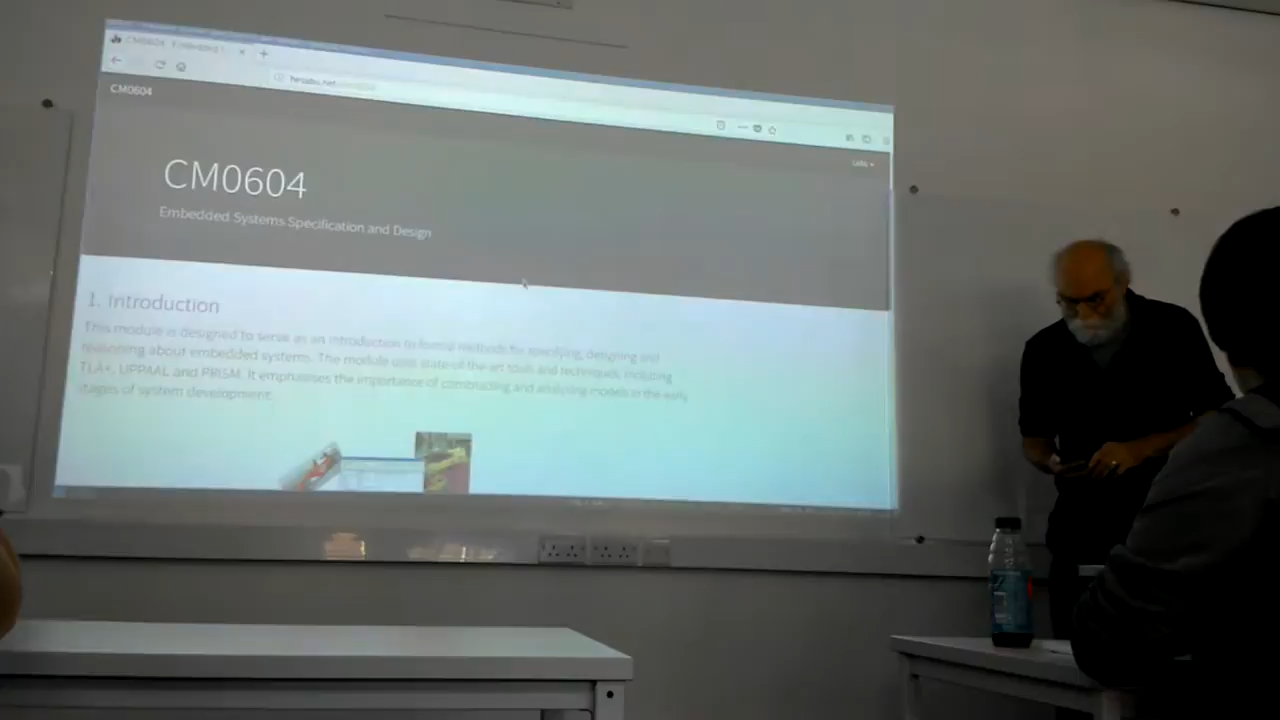 CM0604 - Embedded
CM0604
Labs
CM0604
Embedded Systems Specification and Design
1. Introduction
This module is designed to serve as an introduction to formal methods for specifying, designing and
reasoning about embedded systems. The module uses state of the art tools and techniques, including
TLA+, UPPAAL and PRISM. It emphasises the importance of constructing and analysing models in the early
stages of system development.